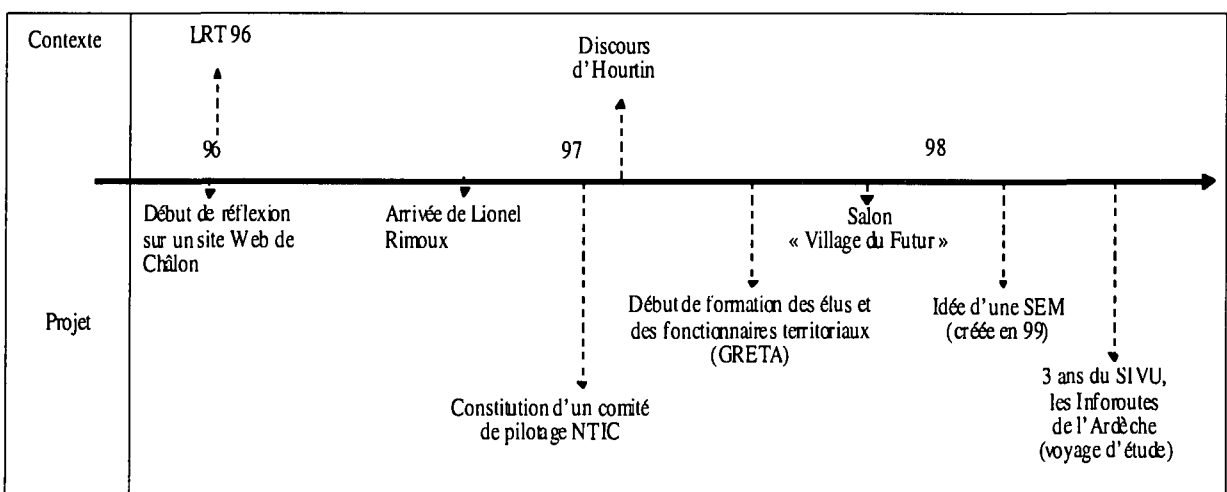 Contexte
LRT 96
Discours
d'Hourtin
96
97
98
Début de réflexion
sur un site Web de
Châlon
Arrivée de Lionel
Rimoux
Salon
« Village du Futur »
Projet
Début de formation des élus et
des fonctionnaires territoriaux
(GRETA)
Idée d'une SEM
(créée en 99)
Constitution d'un comité
de pilotage NTIC
3 ans du SIVU,
les Inforoutes
de l'Ardèche
(voyage d'étude)